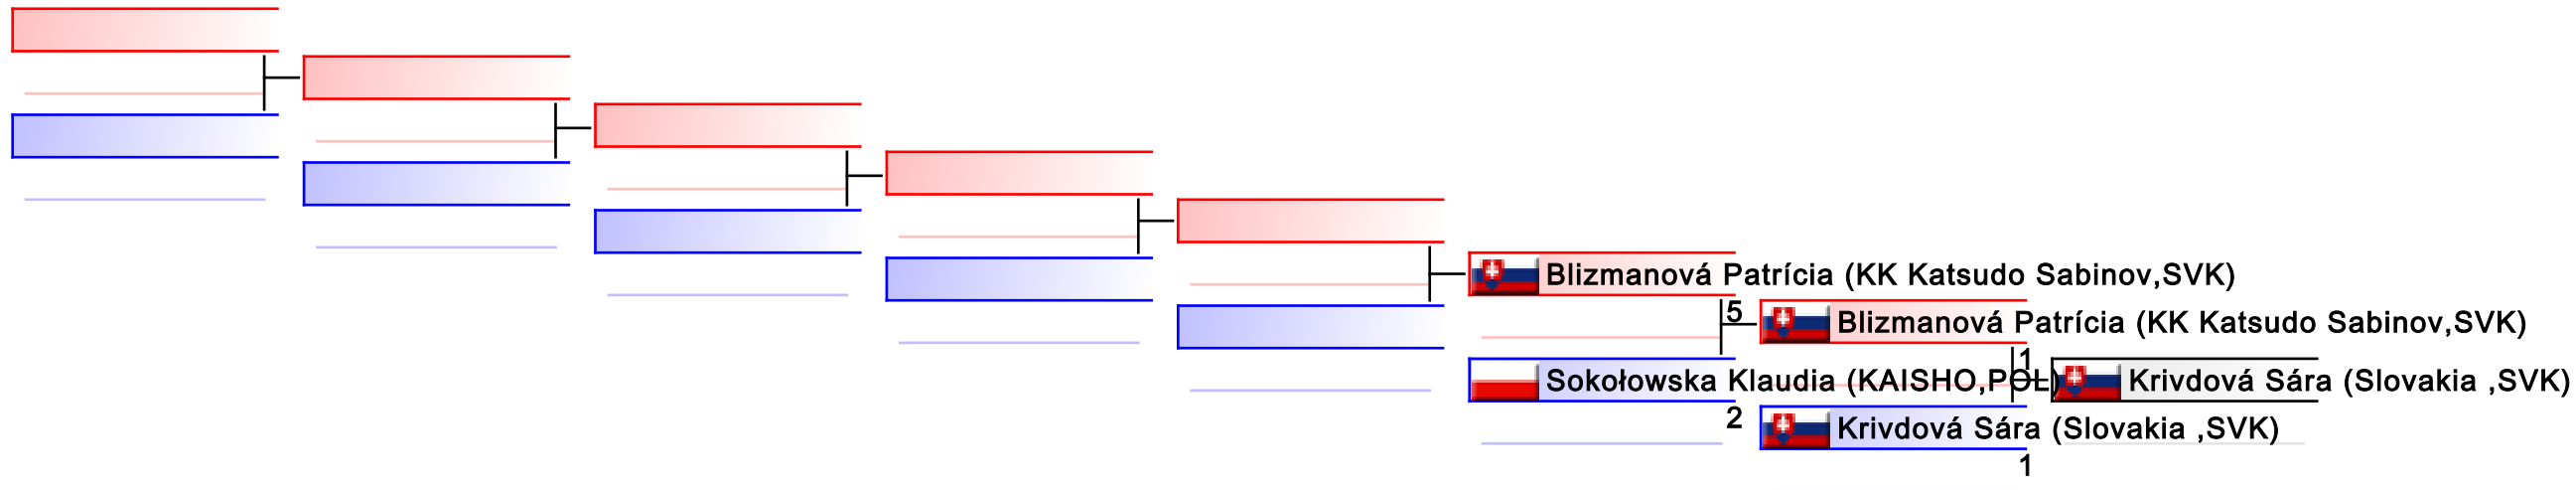 Blizmanová Patrícia (KK Katsudo Sabinov,SVK)
5
Blizmanová Patrícia (KK Katsudo Sabinov,SVK)
1
Sokołowska Klaudia (KAISHO,POL)
Krivdová Sára (Slovakia ,SVK)
2
Krivdová Sára (Slovakia ,SVK)
1